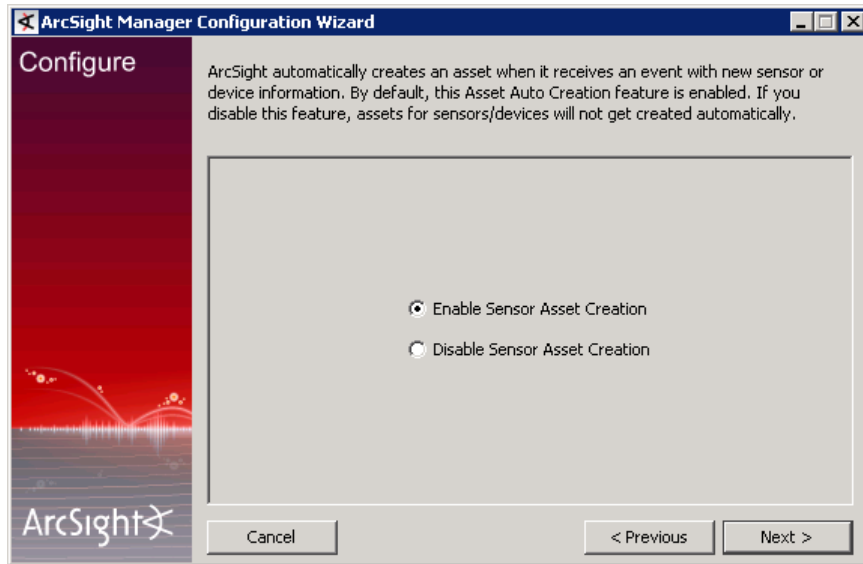 ArcSight Manager Configuration Wizard
Configure
ArcSight automatically creates an asset when it receives an event with new sensor or
device information. By default, this Asset Auto Creation feature is enabled. If you
disable this feature, assets for sensors/devices will not get created automatically.
Enable Sensor Asset Creation
Disable Sensor Asset Creation
ArcSight
Cancel
< Previous
Next >